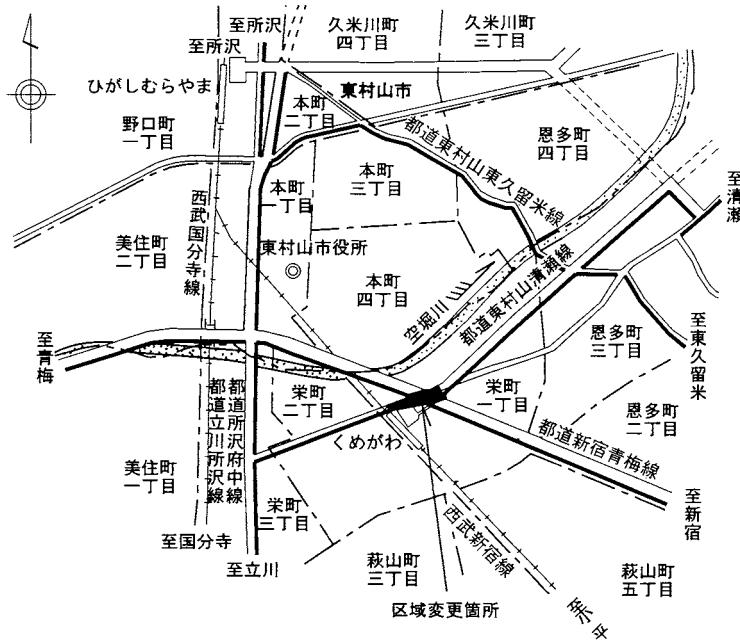 至所沢
至所沢
久米川町
四丁目
久米川町
三丁目
ひがしむらやま
東村山市
本町
二丁目
野口町
一丁目
都道東村山東久留米線
恩多町
四丁目
本町
三丁目
本町
一丁目
至清瀬
西武国分寺線
美住町
二丁目
東村山市役所
本町
四丁目
空堀川
都道東村山清瀬線
至青梅
恩多町
三丁目
至東久留米
栄町
二丁目
栄町
一丁目
恩多町
二丁目
都道所沢府中線
都道立川所沢線
くめがわ
都道新宿青梅線
美住町
一丁目
栄町
三丁目
至新宿
西武新宿線
至国分寺
至立川
萩山町
三丁目
萩山町
五丁目
至小平
区域変更箇所